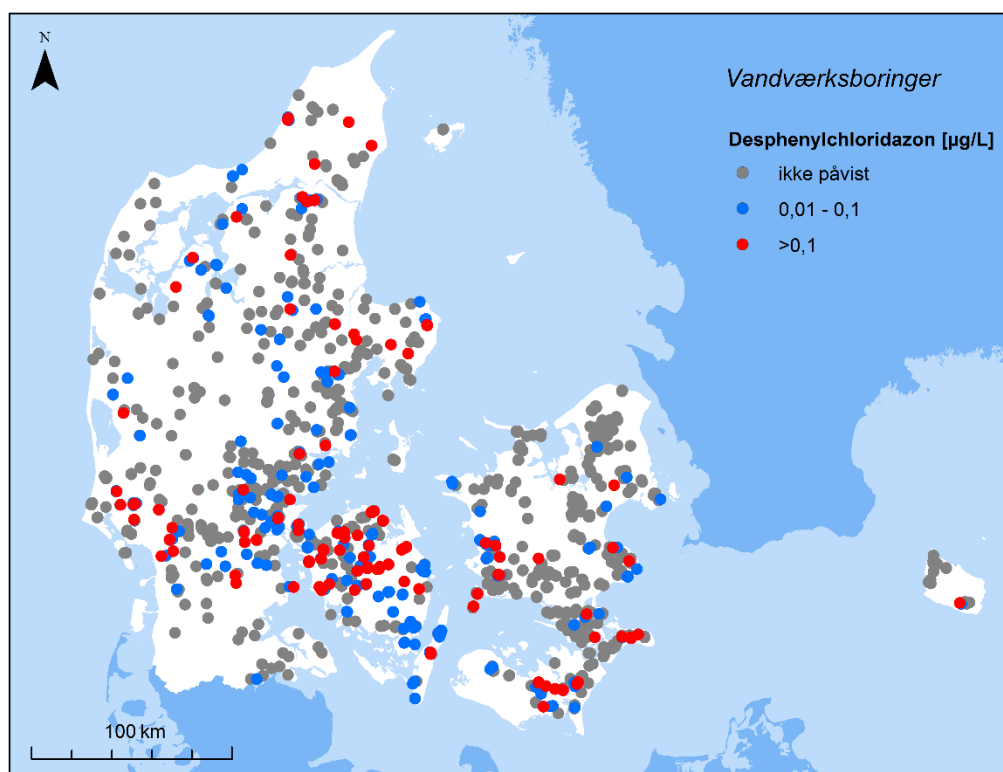 N
Vandværksboringer
Desphenylchloridazon [µg/L]
ikke påvist
0,01 - 0,1
>0,1
100 km